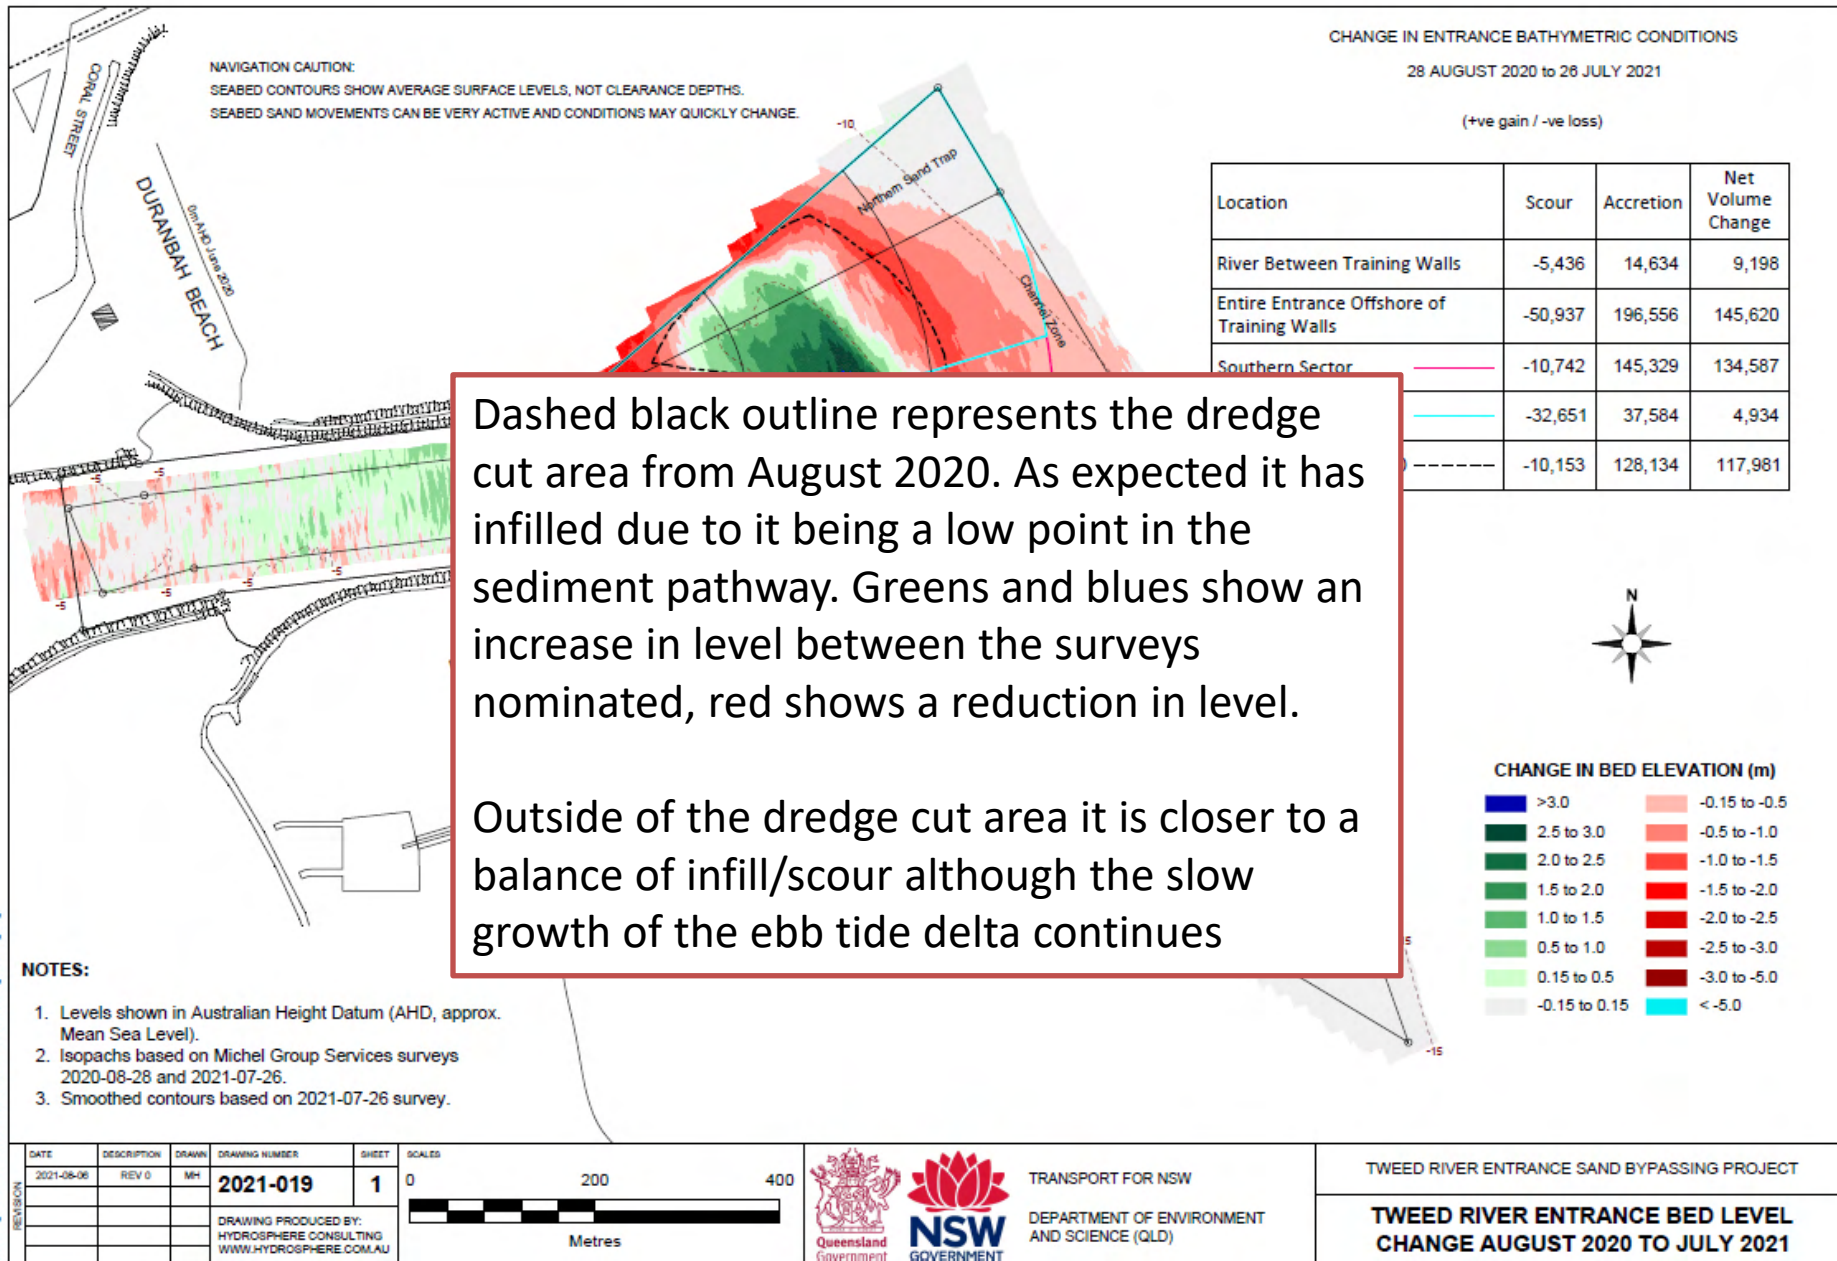 CHANGE IN ENTRANCE BATHYMETRIC CONDITIONS
28 AUGUST 2020 to 26 JULY 2021
(+ve gain / -ve loss)
NAVIGATION CAUTION:
SEABED CONTOURS SHOW AVERAGE SURFACE LEVELS, NOT CLEARANCE DEPTHS.
SEABED SAND MOVEMENTS CAN BE VERY ACTIVE AND CONDITIONS MAY QUICKLY CHANGE.
CORAL STREET
DURANBAH BEACH
0m AHD June 2020
-10
Northern Sand Trap
Channel Zone
Location Scour Accretion Net Volume Change
River Between Training Walls -5,436 14,634 9,198
Entire Entrance Offshore of
Training Walls -50,937 196,556 145,620
Southern Sector -10,742 145,329 134,587
-32,651 37,584 4,934
-10,153 128,134 117,981
-5
-5
-5
-5
-5
-5
-5
Dashed black outline represents the dredge
cut area from August 2020. As expected it has
infilled due to it being a low point in the
sediment pathway. Greens and blues show an
increase in level between the surveys
nominated, red shows a reduction in level.
Outside of the dredge cut area it is closer to a
balance of infill/scour although the slow
growth of the ebb tide delta continues
N
CHANGE IN BED ELEVATION (m)
>3.0 -0.15 to -0.5
2.5 to 3.0 -0.5 to -1.0
2.0 to 2.5 -1.0 to -1.5
1.5 to 2.0 -1.5 to -2.0
1.0 to 1.5 -2.0 to -2.5
0.5 to 1.0 -2.5 to -3.0
0.15 to 0.5 -3.0 to -5.0
-0.15 to 0.15 < -5.0
-15
NOTES:
1. Levels shown in Australian Height Datum (AHD, approx.
Mean Sea Level).
2. Isopachs based on Michel Group Services surveys
2020-08-28 and 2021-07-26.
3. Smoothed contours based on 2021-07-26 survey.
REVISION
DATE DESCRIPTION DRAWN DRAWING NUMBER SHEET SCALES
2021-08-06 REV 0 MH 2021-019 1
DRAWING PRODUCED BY:
HYDROSPHERE CONSULTING
WWW.HYDROSPHERE.COM.AU
0 200 400
Metres
Queensland
Government
NSW
GOVERNMENT
TRANSPORT FOR NSW
DEPARTMENT OF ENVIRONMENT
AND SCIENCE (QLD)
TWEED RIVER ENTRANCE SAND BYPASSING PROJECT
TWEED RIVER ENTRANCE BED LEVEL
CHANGE AUGUST 2020 TO JULY 2021